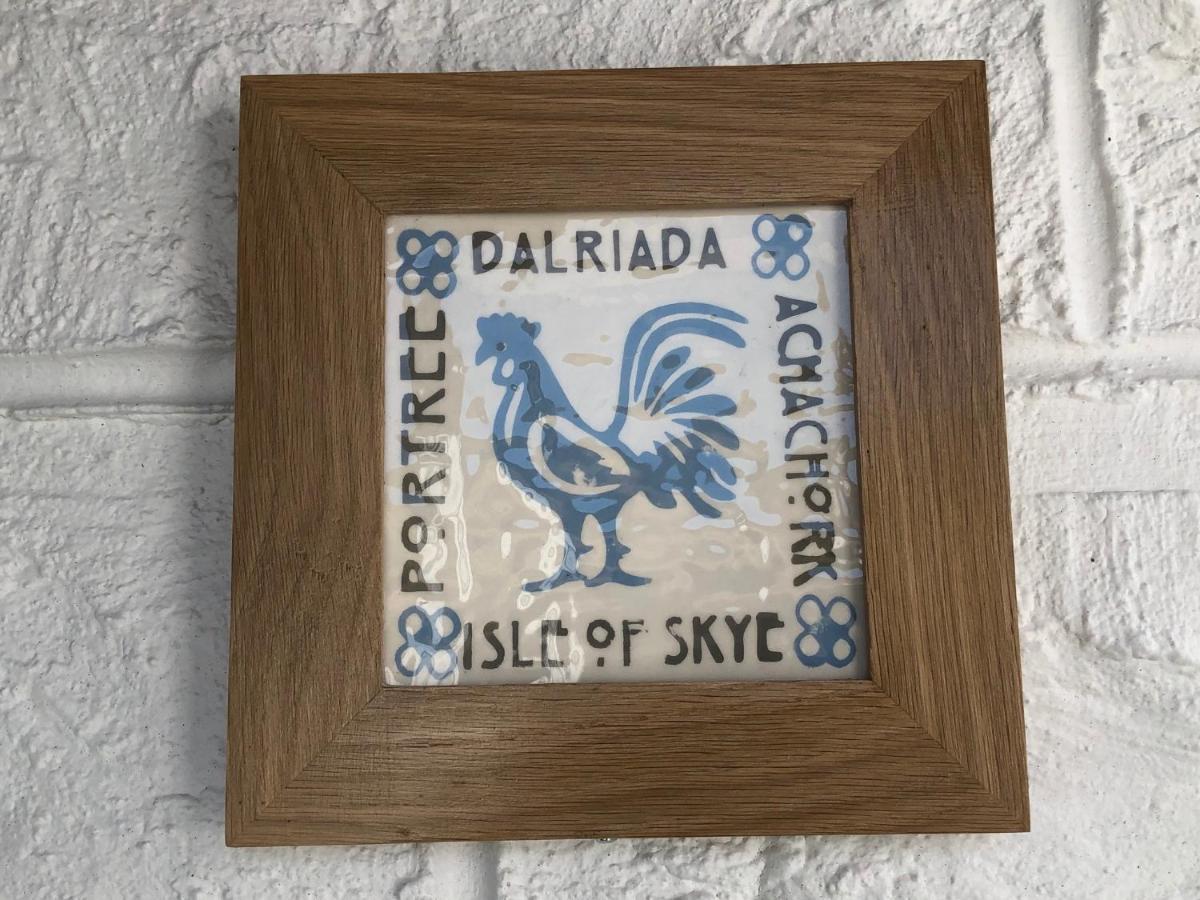 DALRIADA
ACHACHORK
ISLE OF SKYE
PORTREE